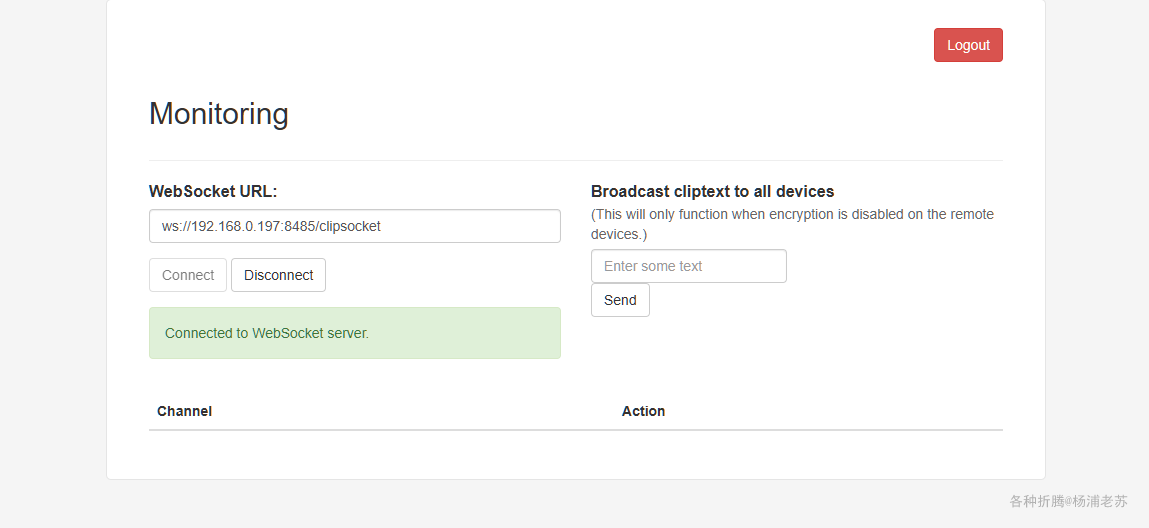 Logout
Monitoring
WebSocket URL:
ws://192.168.0.197:8485/clipsocket
Connect
Disconnect
Connected to WebSocket server.
Broadcast cliptext to all devices
(This will only function when encryption is disabled on the remote
devices.)
Enter some text
Send
Channel
Action
各种折腾@杨浦老苏